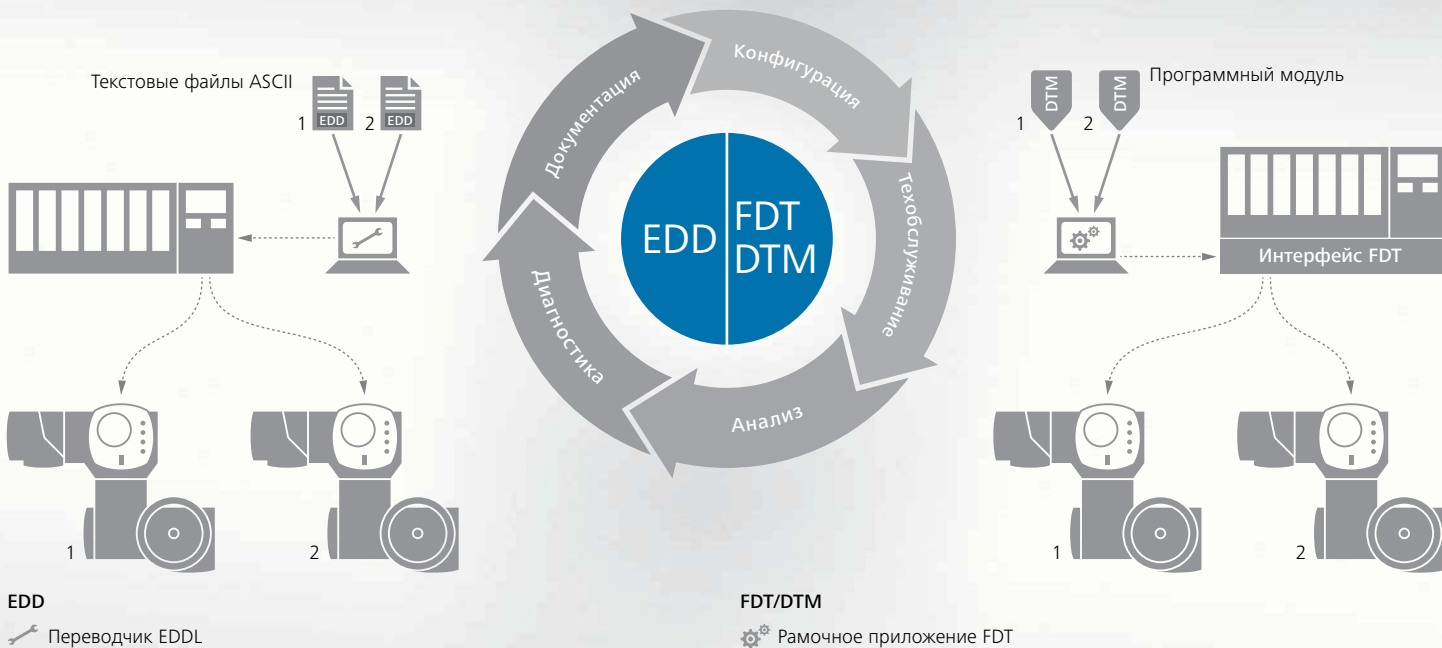 Текстовые файлы ASCII
1 EDD 2 EDD
Конфигурация
Техобслуживание
Анализ
Диагностика
Документация
EDD
FDT
DTM
Программный модуль
1 DTM 2 DTM
Интерфейс FDT
1
2
1
2
EDD
Переводчик EDDL
FDT/DTM
Рамочное приложение FDT